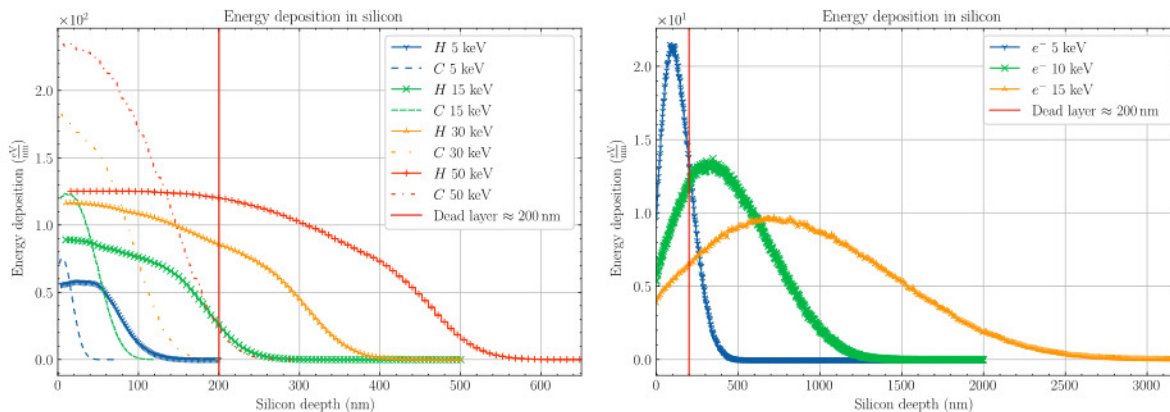 Energy deposition in silicon
×10²
2.0
1.5
1.0
0.5
0.0
Energy deposition (eV/nm)
0 100 200 300 400 500 600
Silicon deepth (nm)
H 5 keV
C 5 keV
H 15 keV
C 15 keV
H 30 keV
C 30 keV
H 50 keV
C 50 keV
Dead layer ≈ 200 nm
Energy deposition in silicon
×10¹
2.0
1.5
1.0
0.5
0.0
Energy deposition (eV/nm)
0 500 1000 1500 2000 2500 3000
Silicon deepth (nm)
e⁻ 5 keV
e⁻ 10 keV
e⁻ 15 keV
Dead layer ≈ 200 nm